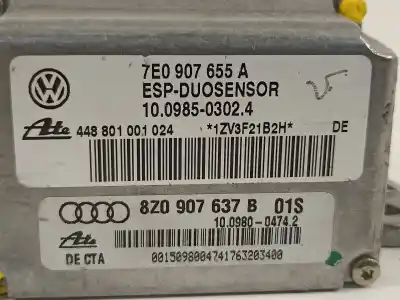 7E0 907 655 A
ESP-DUOSENSOR
10.0985-0302.4
Ate 448 801 001 024 *1ZV3F21B2H* DE
8Z0 907 637 B 01S
10.0980-0474.2
Ate
DE CTA 0015098004741763203400